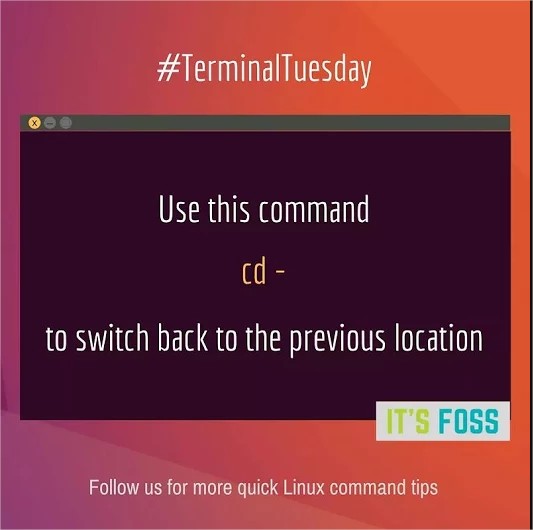 #TerminalTuesday
Use this command
cd -
to switch back to the previous location
IT'S FOSS
Follow us for more quick Linux command tips